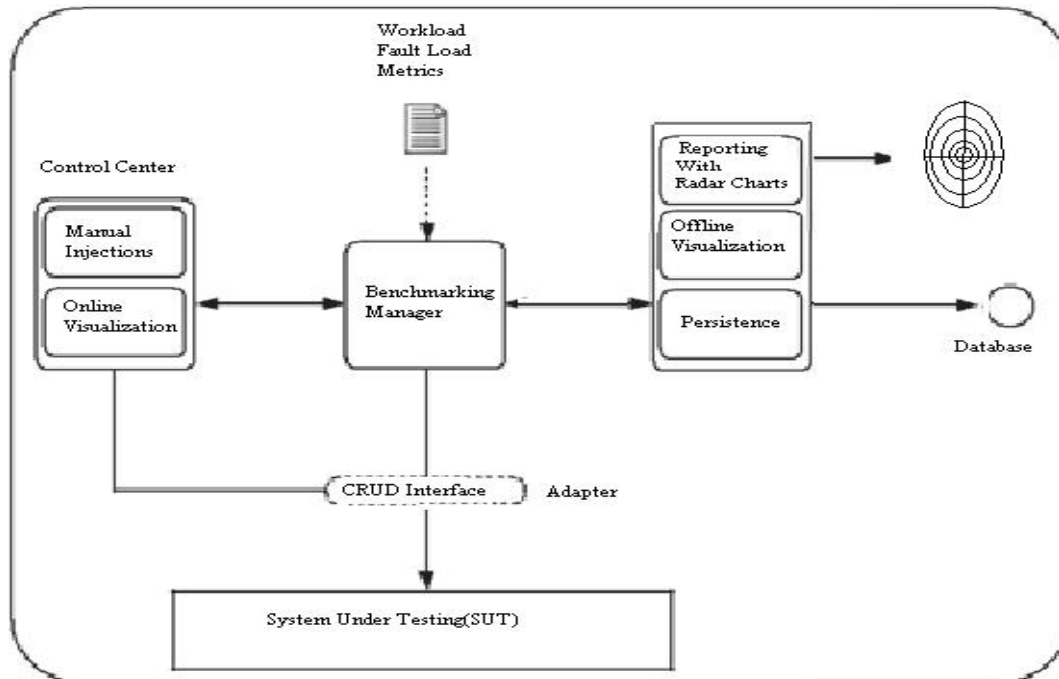 Workload
Fault Load
Metrics
Control Center
Manual
Injections
Online
Visualization
Benchmarking
Manager
Reporting
With
Radar Charts
Offline
Visualization
Persistence
Database
CRUD Interface
Adapter
System Under Testing(SUT)